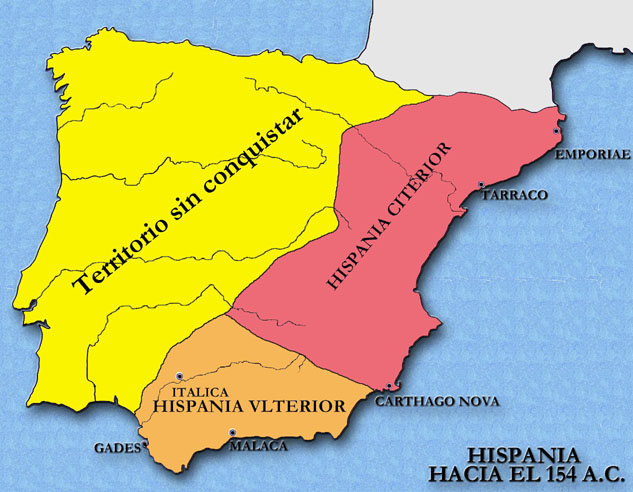 EMPORIAE
TARRACO
Territorio sin conquistar
HISPANIA CITERIOR
ITALICA
CARTHAGO NOVA
HISPANIA VLTERIOR
GADES
MALACA
HISPANIA
HACIA EL 154 A.C.